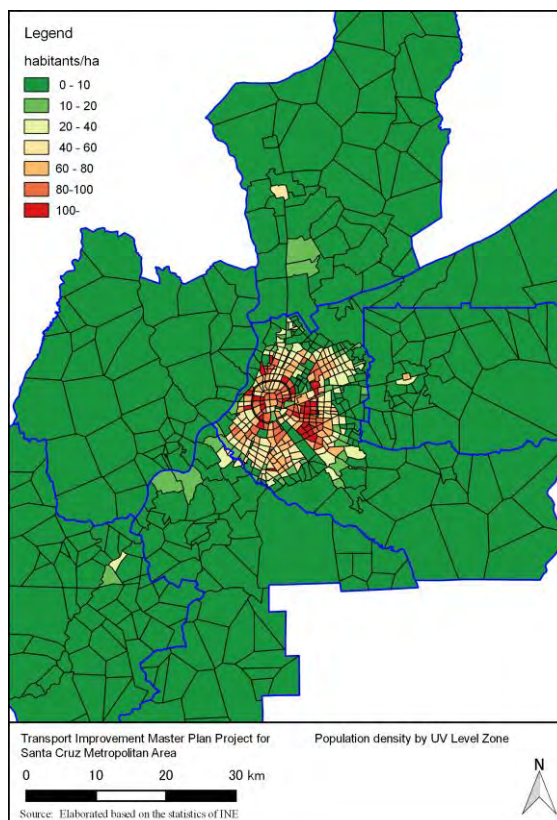 Legend
habitants/ha
0 - 10
10 - 20
20 - 40
40 - 60
60 - 80
80-100
100-
Transport Improvement Master Plan Project for
Santa Cruz Metropolitan Area
Population density by UV Level Zone
0 10 20 30 km
N
Source: Elaborated based on the statistics of INE